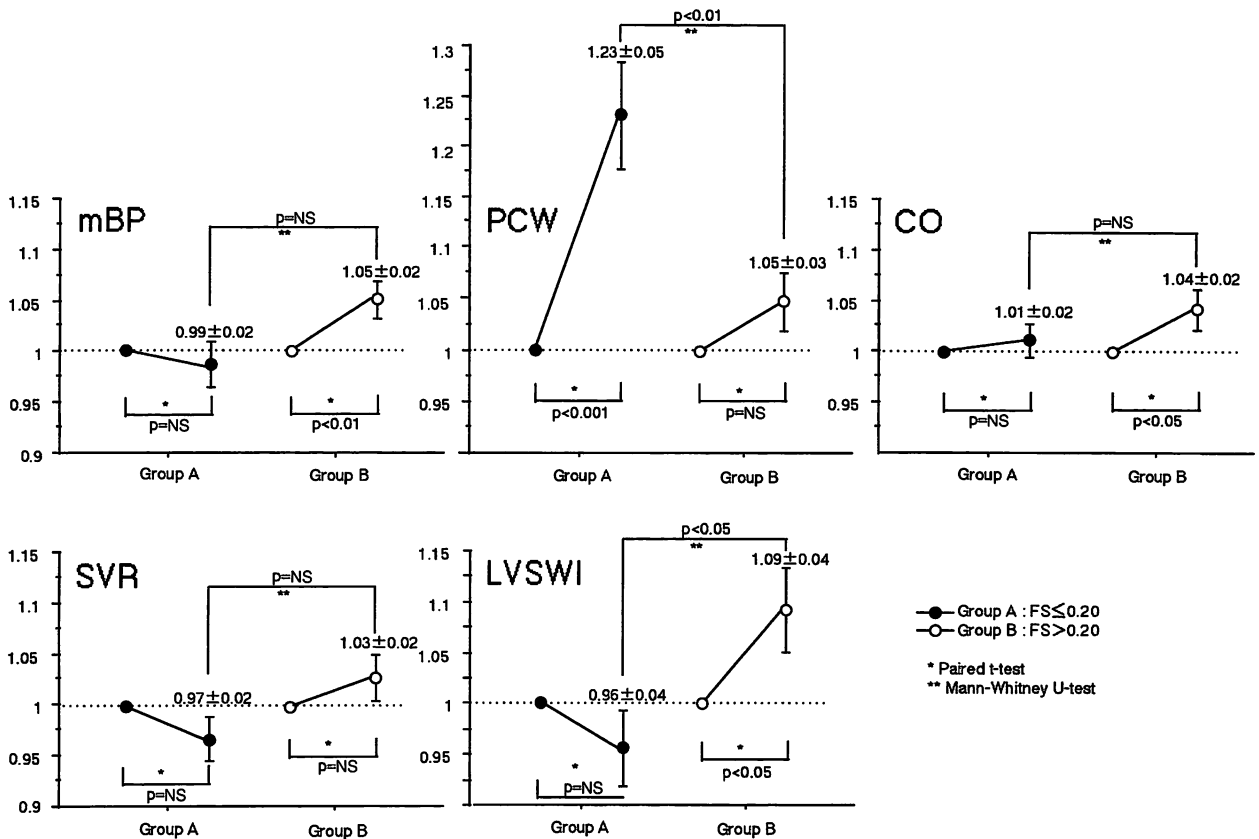 mBP
1.15
1.1
1.05
1
0.95
0.9
p=NS
**
0.99±0.02
1.05±0.02
*
p=NS
*
p<0.01
Group A
Group B
PCW
1.3
1.25
1.2
1.15
1.1
1.05
1
0.95
p<0.01
**
1.23±0.05
1.05±0.03
*
p<0.001
*
p=NS
Group A
Group B
CO
1.15
1.1
1.05
1
0.95
p=NS
**
1.01±0.02
1.04±0.02
*
p=NS
*
p<0.05
Group A
Group B
SVR
1.15
1.1
1.05
1
0.95
0.9
p=NS
**
0.97±0.02
1.03±0.02
*
p=NS
*
p=NS
Group A
Group B
LVSWI
1.15
1.1
1.05
1
0.95
p<0.05
**
0.96±0.04
1.09±0.04
*
p=NS
*
p<0.05
Group A
Group B
Group A : FS≦0.20
Group B : FS>0.20
* Paired t-test
** Mann-Whitney U-test